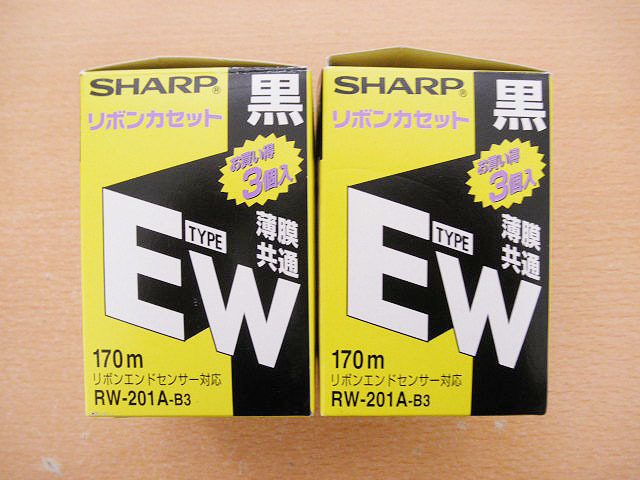 SHARP®
黒
リボンカセット
お買い得
3個入
TYPE
EW
薄膜
共通
170m
リボンエンドセンサー対応
RW-201A-B3
SHARP®
黒
リボンカセット
お買い得
3個入
TYPE
EW
薄膜
共通
170m
リボンエンドセンサー対応
RW-201A-B3